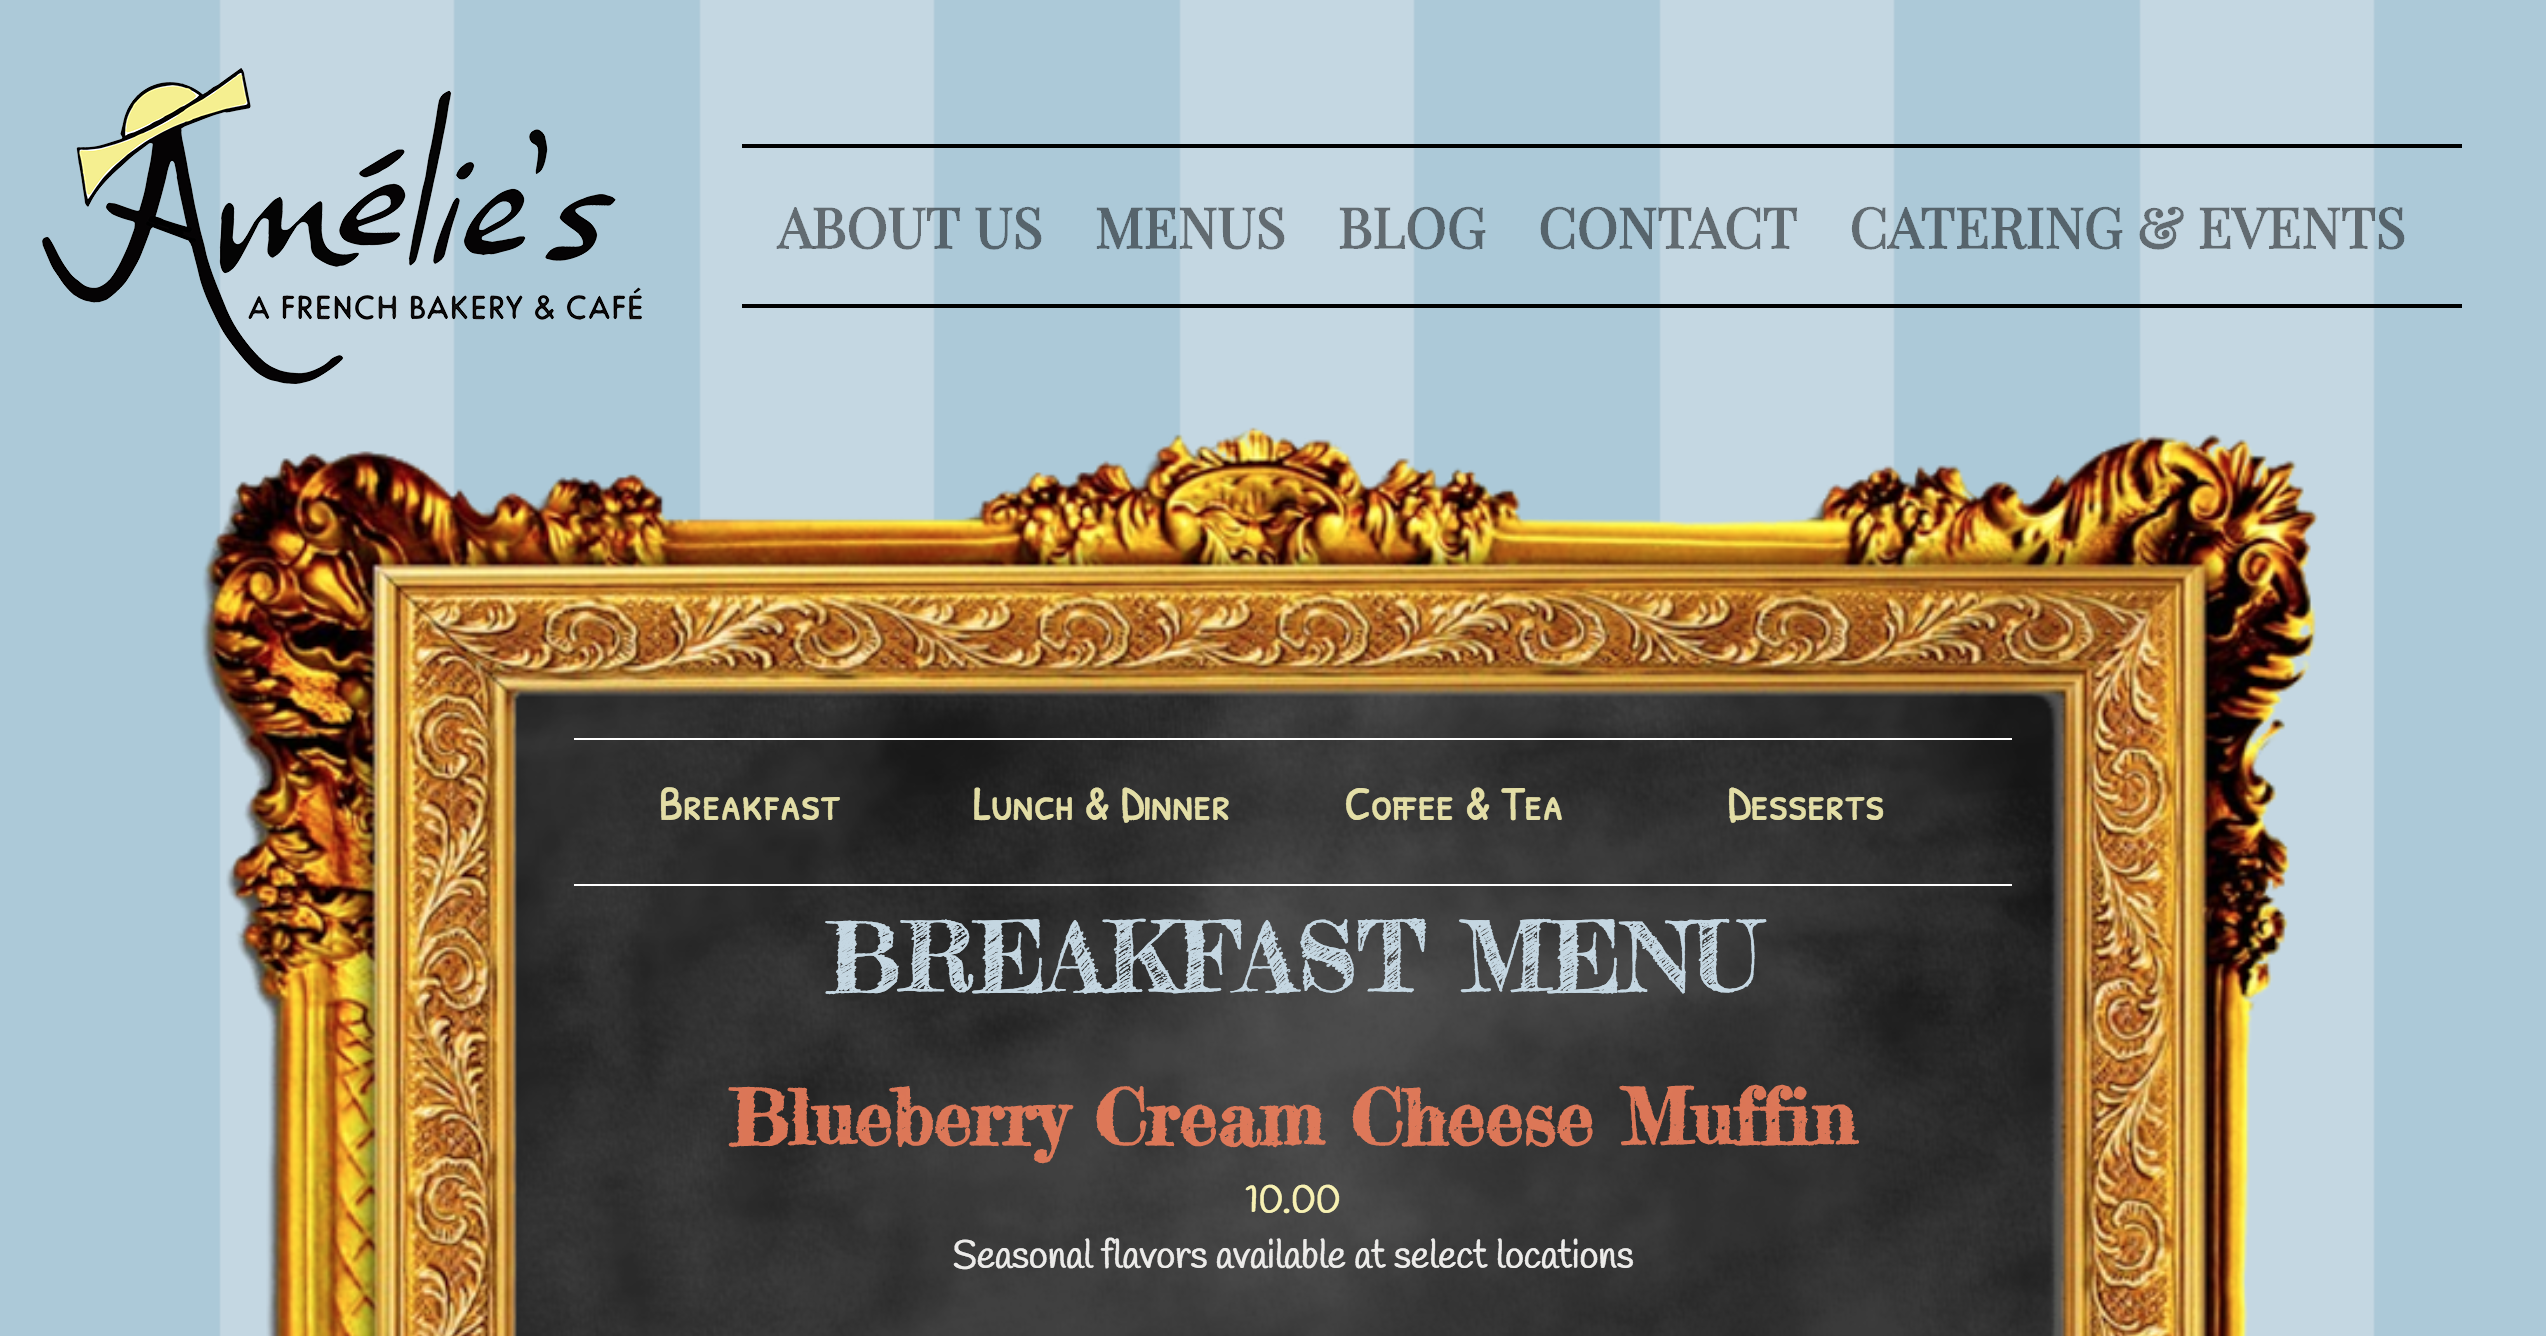 Amélie's
A FRENCH BAKERY & CAFÉ
ABOUT US MENUS BLOG CONTACT CATERING & EVENTS
Breakfast Lunch & Dinner Coffee & Tea Desserts
BREAKFAST MENU
Blueberry Cream Cheese Muffin
10.00
Seasonal flavors available at select locations